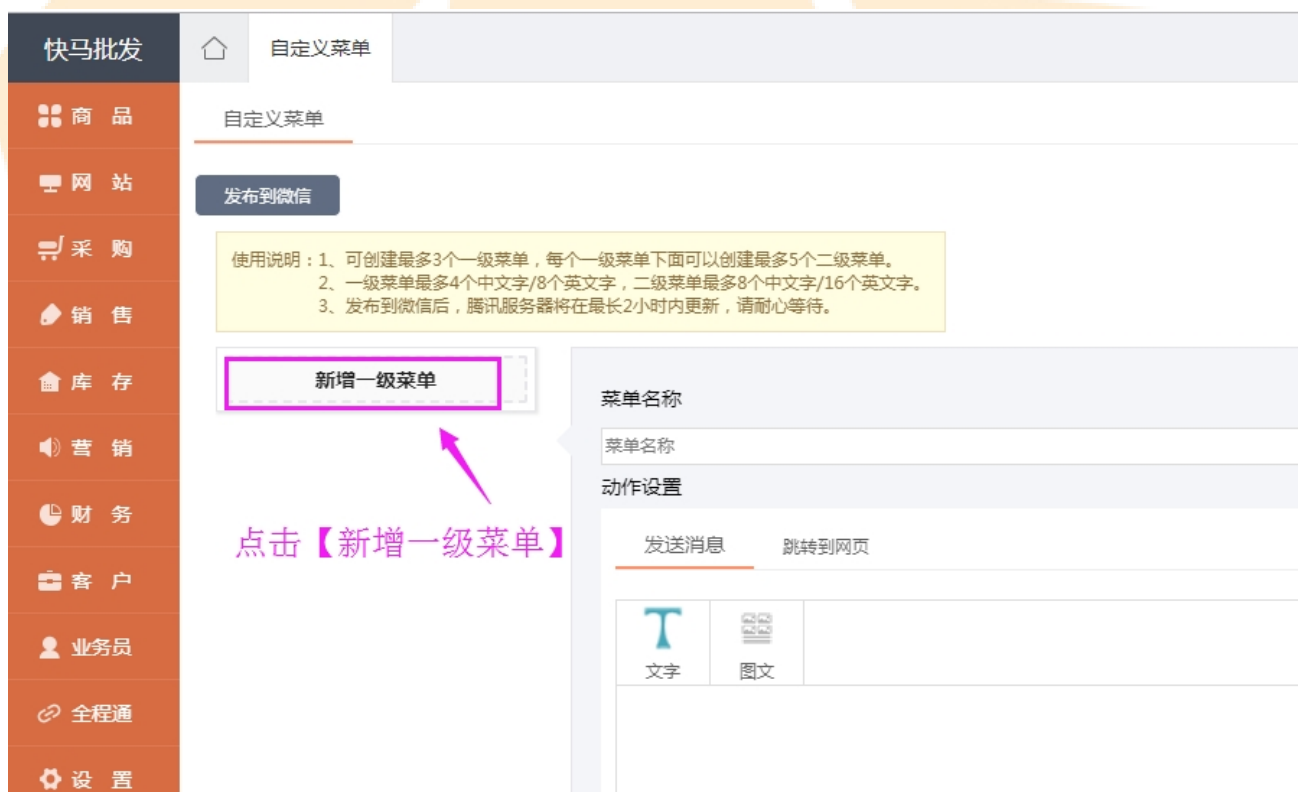 快马批发
自定义菜单
商 品
网 站
采 购
销 售
库 存
营 销
财 务
客 户
业务员
全程通
设 置
自定义菜单
发布到微信
使用说明：1、可创建最多3个一级菜单，每个一级菜单下面可以创建最多5个二级菜单。
2、一级菜单最多4个中文字/8个英文字，二级菜单最多8个中文字/16个英文字。
3、发布到微信后，腾讯服务器将在最长2小时内更新，请耐心等待。
新增一级菜单
点击【新增一级菜单】
菜单名称
菜单名称
动作设置
发送消息 跳转到网页
文字 图文